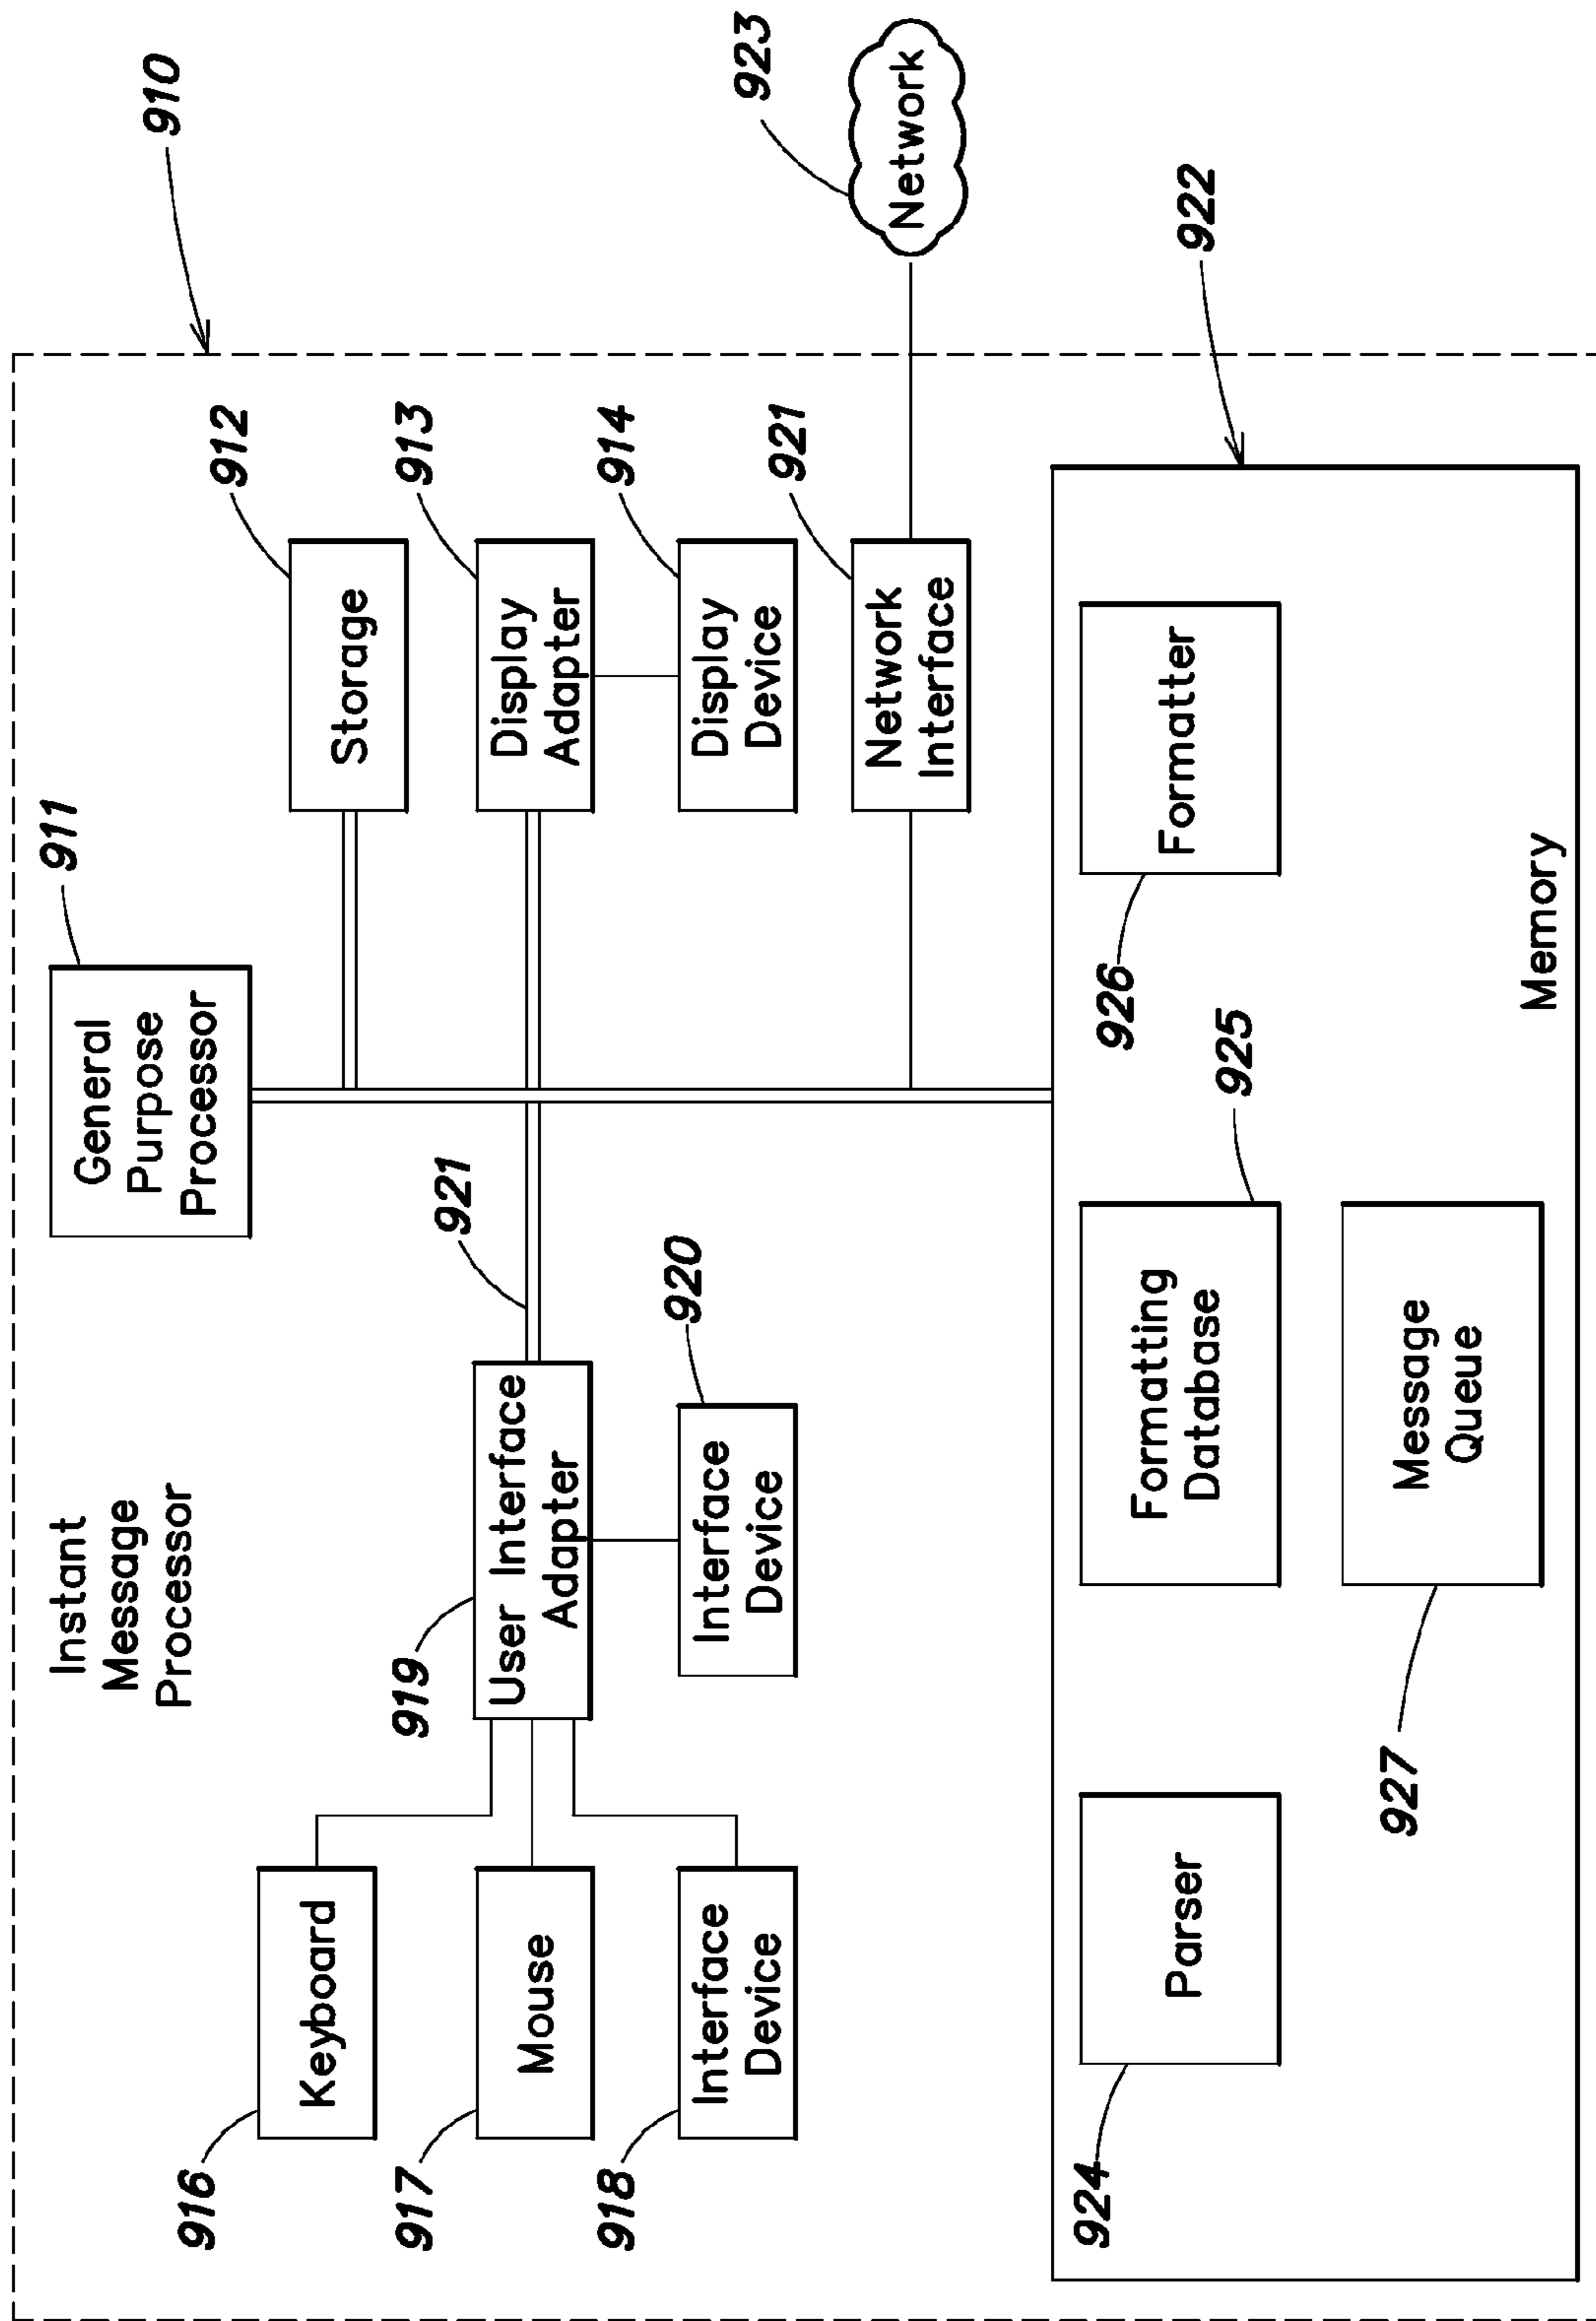 910
Instant
Message
Processor
911
General
Purpose
Processor
916
Keyboard
912
Storage
917
Mouse
919
User Interface
Adapter
921
913
Display
Adapter
918
Interface
Device
920
Interface
Device
914
Display
Device
921
Network
Interface
923
Network
922
924
Parser
925
Formatting
Database
926
Formatter
927
Message
Queue
Memory